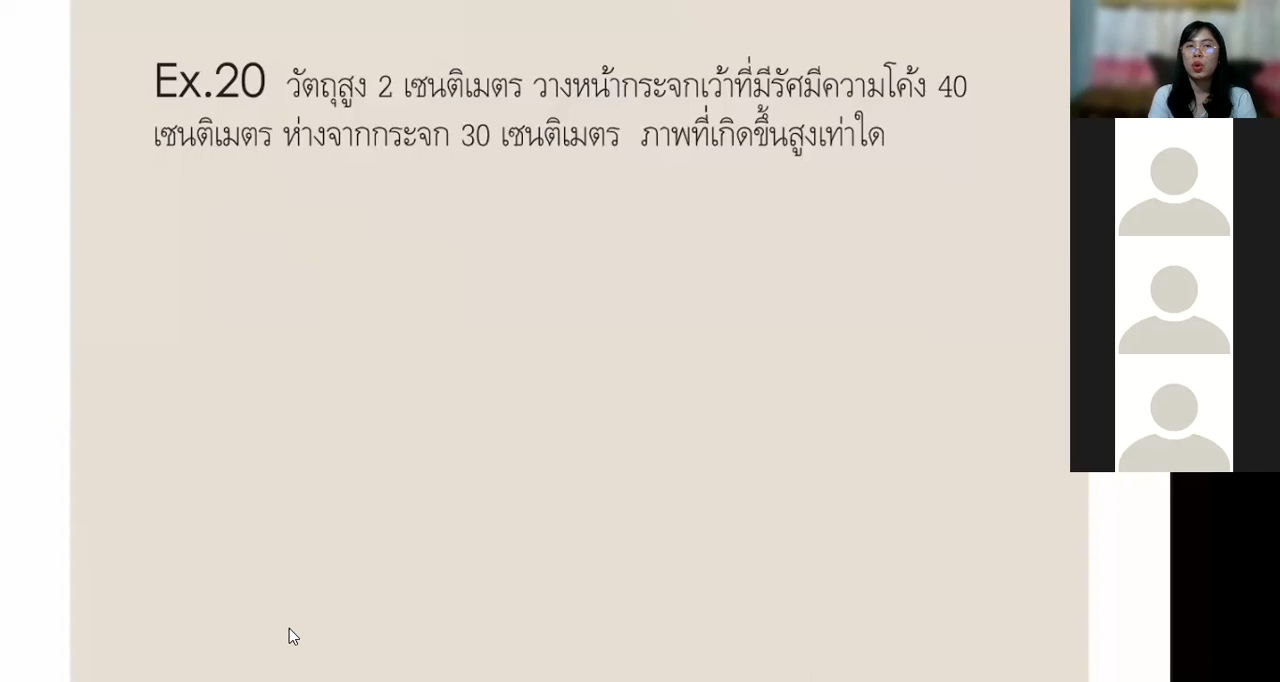 Ex.20 วัตถุสูง 2 เซนติเมตร วางหน้ากระจกเว้าที่มีรัศมีความโค้ง 40
เซนติเมตร ห่างจากกระจก 30 เซนติเมตร ภาพที่เกิดขึ้นสูงเท่าใด